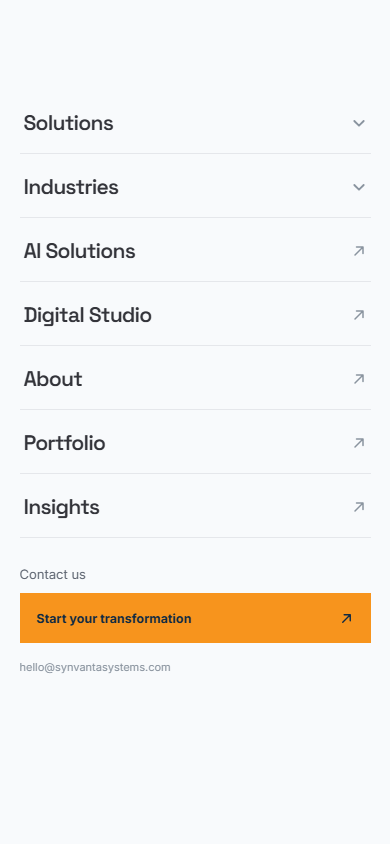 Solutions
Industries
AI Solutions
Digital Studio
About
Portfolio
Insights
Contact us
Start your transformation
hello@synvantasystems.com